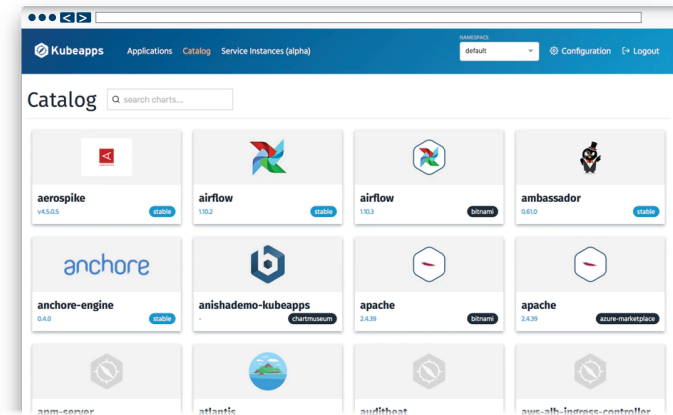 NAMESPACE
Kubeapps Applications Catalog Service Instances (alpha) default Configuration Logout
Catalog search charts...
aerospike airflow airflow ambassador
v4.5.0.5 stable 1.10.2 stable 1.10.3 bitnami 0.61.0 stable
anchore
anchore-engine anishademo-kubeapps apache apache
0.4.0 stable - chartmuseum 2.4.39 bitnami 2.4.39 azure-marketplace
apm-server atlantis auditbeat aws-alb-ingress-controller